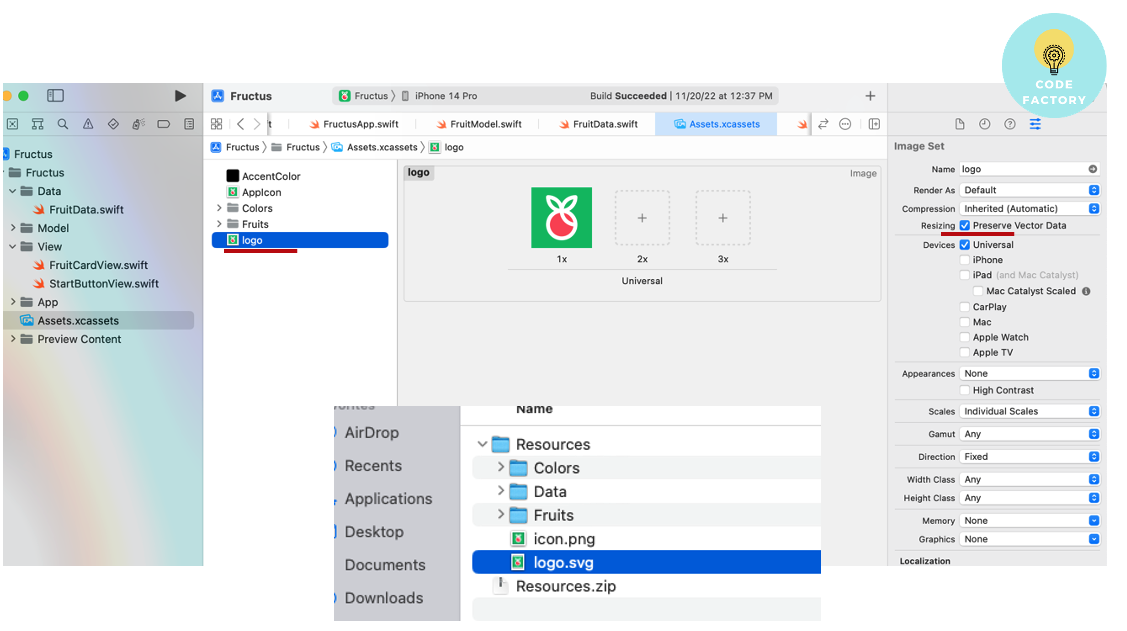 CODE
FACTORY
Fructus
Fructus
iPhone 14 Pro
Build Succeeded | 11/20/22 at 12:37 PM
FructusApp.swift
FruitModel.swift
FruitData.swift
Assets.xcassets
Fructus
Fructus
Assets.xcassets
logo
Fructus
Fructus
Data
FruitData.swift
Model
View
FruitCardView.swift
StartButtonView.swift
App
Assets.xcassets
Preview Content
AccentColor
AppIcon
Colors
Fruits
logo
logo
Image
1x
2x
3x
Universal
Image Set
Name logo
Render As Default
Compression Inherited (Automatic)
Resizing Preserve Vector Data
Devices Universal
iPhone
iPad (and Mac Catalyst)
Mac Catalyst Scaled
CarPlay
Mac
Apple Watch
Apple TV
Appearances None
High Contrast
Scales Individual Scales
Gamut Any
Direction Fixed
Width Class Any
Height Class Any
Memory None
Graphics None
Localization
AirDrop
Recents
Applications
Desktop
Documents
Downloads
Name
Resources
Colors
Data
Fruits
icon.png
logo.svg
Resources.zip